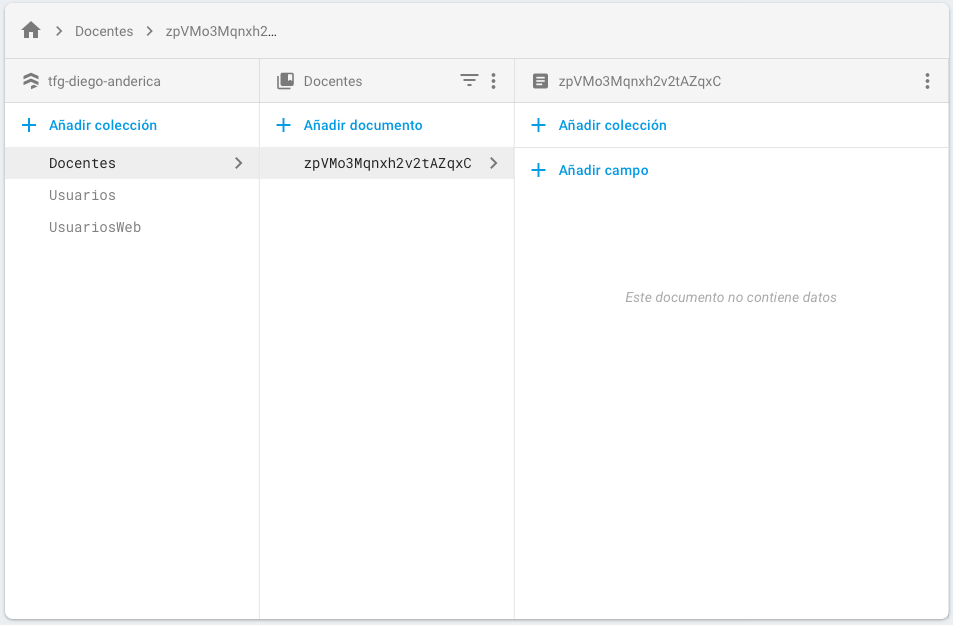 Docentes zpVMo3Mqnxh2...
tfg-diego-anderica Docentes zpVMo3Mqnxh2v2tAZqxC
Añadir colección Añadir documento Añadir colección
Docentes zpVMo3Mqnxh2v2tAZqxC Añadir campo
Usuarios
UsuariosWeb
Este documento no contiene datos